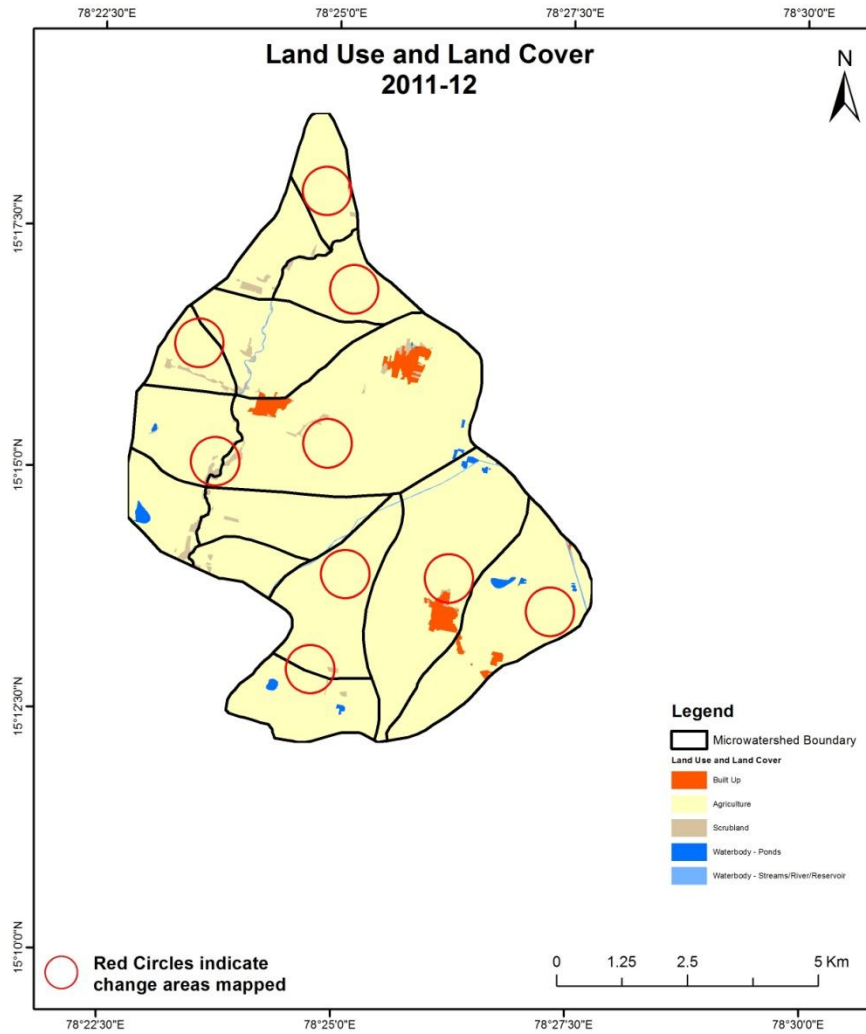 78°22'30"E 78°25'0"E 78°27'30"E 78°30'0"E
Land Use and Land Cover
2011-12
N
15°17'30"N
15°15'0"N
15°12'30"N
15°10'0"N
Legend
Microwatershed Boundary
Land Use and Land Cover
Built Up
Agriculture
Scrubland
Waterbody - Ponds
Waterbody - Streams/River/Reservoir
Red Circles indicate
change areas mapped
0 1.25 2.5 5 Km
78°22'30"E 78°25'0"E 78°27'30"E 78°30'0"E